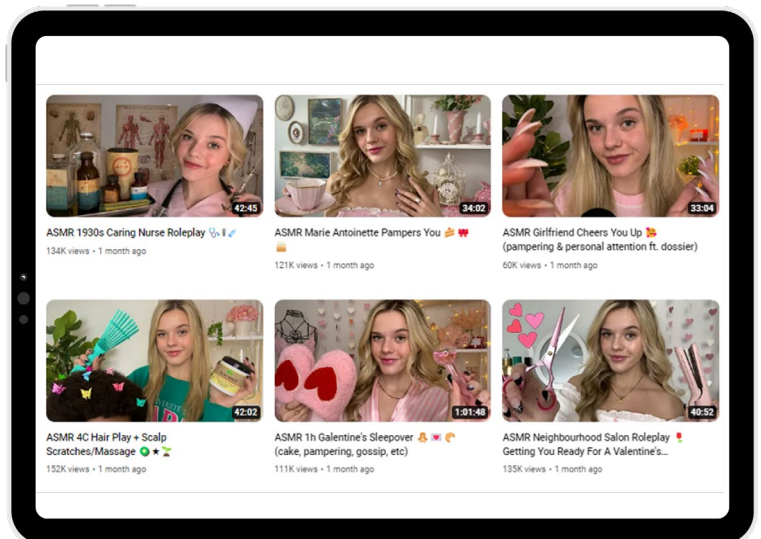 42:45
34:02
33:04
ASMR 1930s Caring Nurse Roleplay 🩺🌡️💉
134K views • 1 month ago
ASMR Marie Antoinette Pampers You 🍰🎀
🍰
121K views • 1 month ago
ASMR Girlfriend Cheers You Up 🥰
(pampering & personal attention ft. dossier)
60K views • 1 month ago
42:02
1:01:48
40:52
ASMR 4C Hair Play + Scalp
Scratches/Massage
152K views • 1 month ago
ASMR 1h Galentine's Sleepover
(cake, pampering, gossip, etc)
111K views • 1 month ago
ASMR Neighbourhood Salon Roleplay 🌹
Getting You Ready For A Valentine's...
135K views • 1 month ago